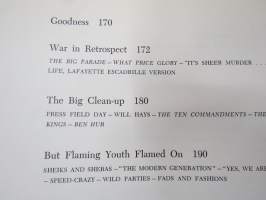 Goodness 170
War in Retrospect 172
THE BIG PARADE—WHAT PRICE GLORY—"IT'S SHEER MURDER . . .
LIFE, LAFAYETTE ESCADRILLE VERSION
The Big Clean-up 180
PRESS FIELD DAY—WILL HAYS—THE TEN COMMANDMENTS—THE
KINGS—BEN HUR
But Flaming Youth Flamed On 190
SHEIKS AND SHEBAS—"THE MODERN GENERATION"—"YES, WE ARE
—SPEED-CRAZY—WILD PARTIES—FADS AND FASHIONS